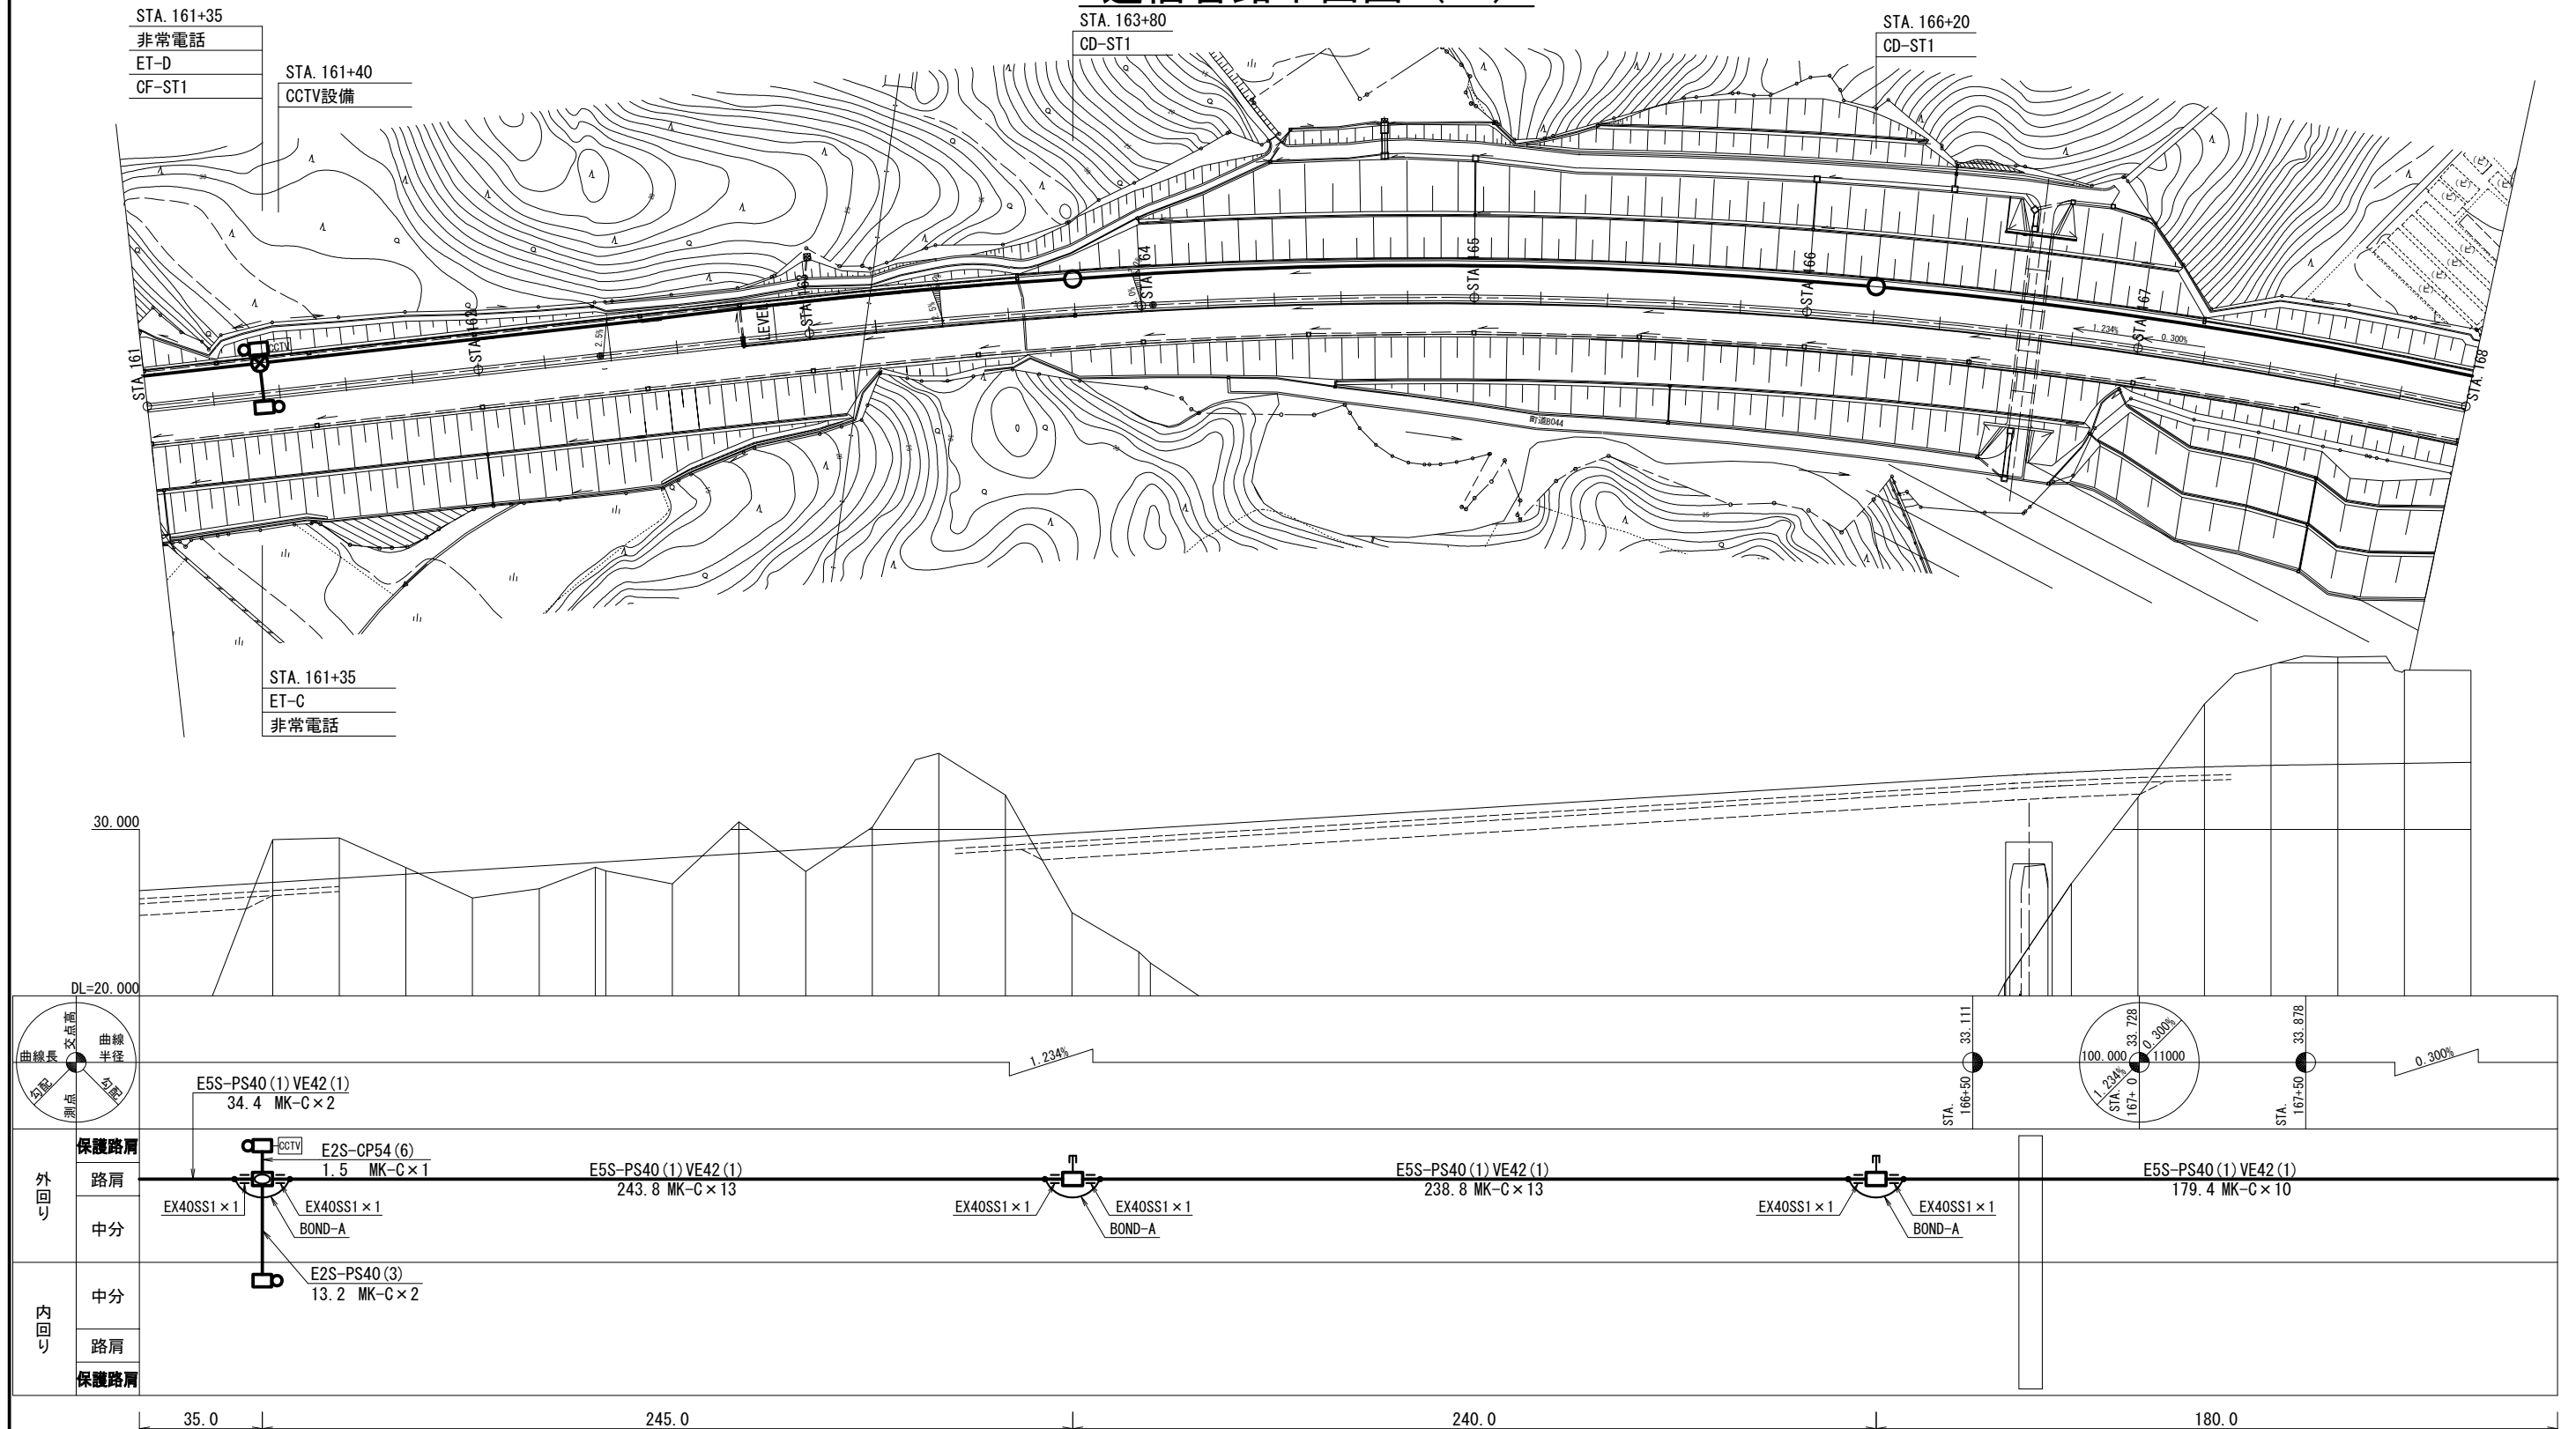 STA.161+35
非常電話
ET-D
CF-ST1
STA.161+40
CCTV設備
STA.163+80
CD-ST1
STA.166+20
CD-ST1
STA.161
CCTV
STA.162
2.5%
LEVEL
STA.163
2.5%
STA.164
STA.165
STA.166
STA.167
1.234%
0.300%
STA.168
町道B044
STA.161+35
ET-C
非常電話
30.000
DL=20.000
交点高
曲線長
曲線半径
勾配
勾配
測点
1.234%
STA.
166+50
33.111
33.728
0.300%
100.000
11000
1.234%
STA.
167+ 0
STA.
167+50
33.878
0.300%
E5S-PS40(1)VE42(1)
34.4 MK-C×2
外回り
保護路肩
路肩
中分
CCTV
E2S-CP54(6)
1.5 MK-C×1
E5S-PS40(1)VE42(1)
243.8 MK-C×13
E5S-PS40(1)VE42(1)
238.8 MK-C×13
E5S-PS40(1)VE42(1)
179.4 MK-C×10
EX40SS1×1
EX40SS1×1
BOND-A
EX40SS1×1
EX40SS1×1
BOND-A
EX40SS1×1
EX40SS1×1
BOND-A
E2S-PS40(3)
13.2 MK-C×2
内回り
中分
路肩
保護路肩
35.0
245.0
240.0
180.0